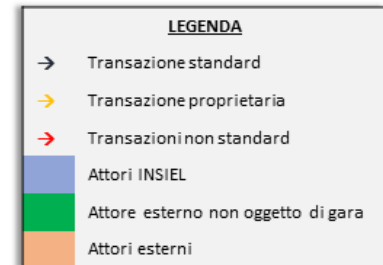 LEGENDA
Transazione standard
Transazione proprietaria
Transazioni non standard
Attori INSIEL
Attore esterno non oggetto di gara
Attori esterni